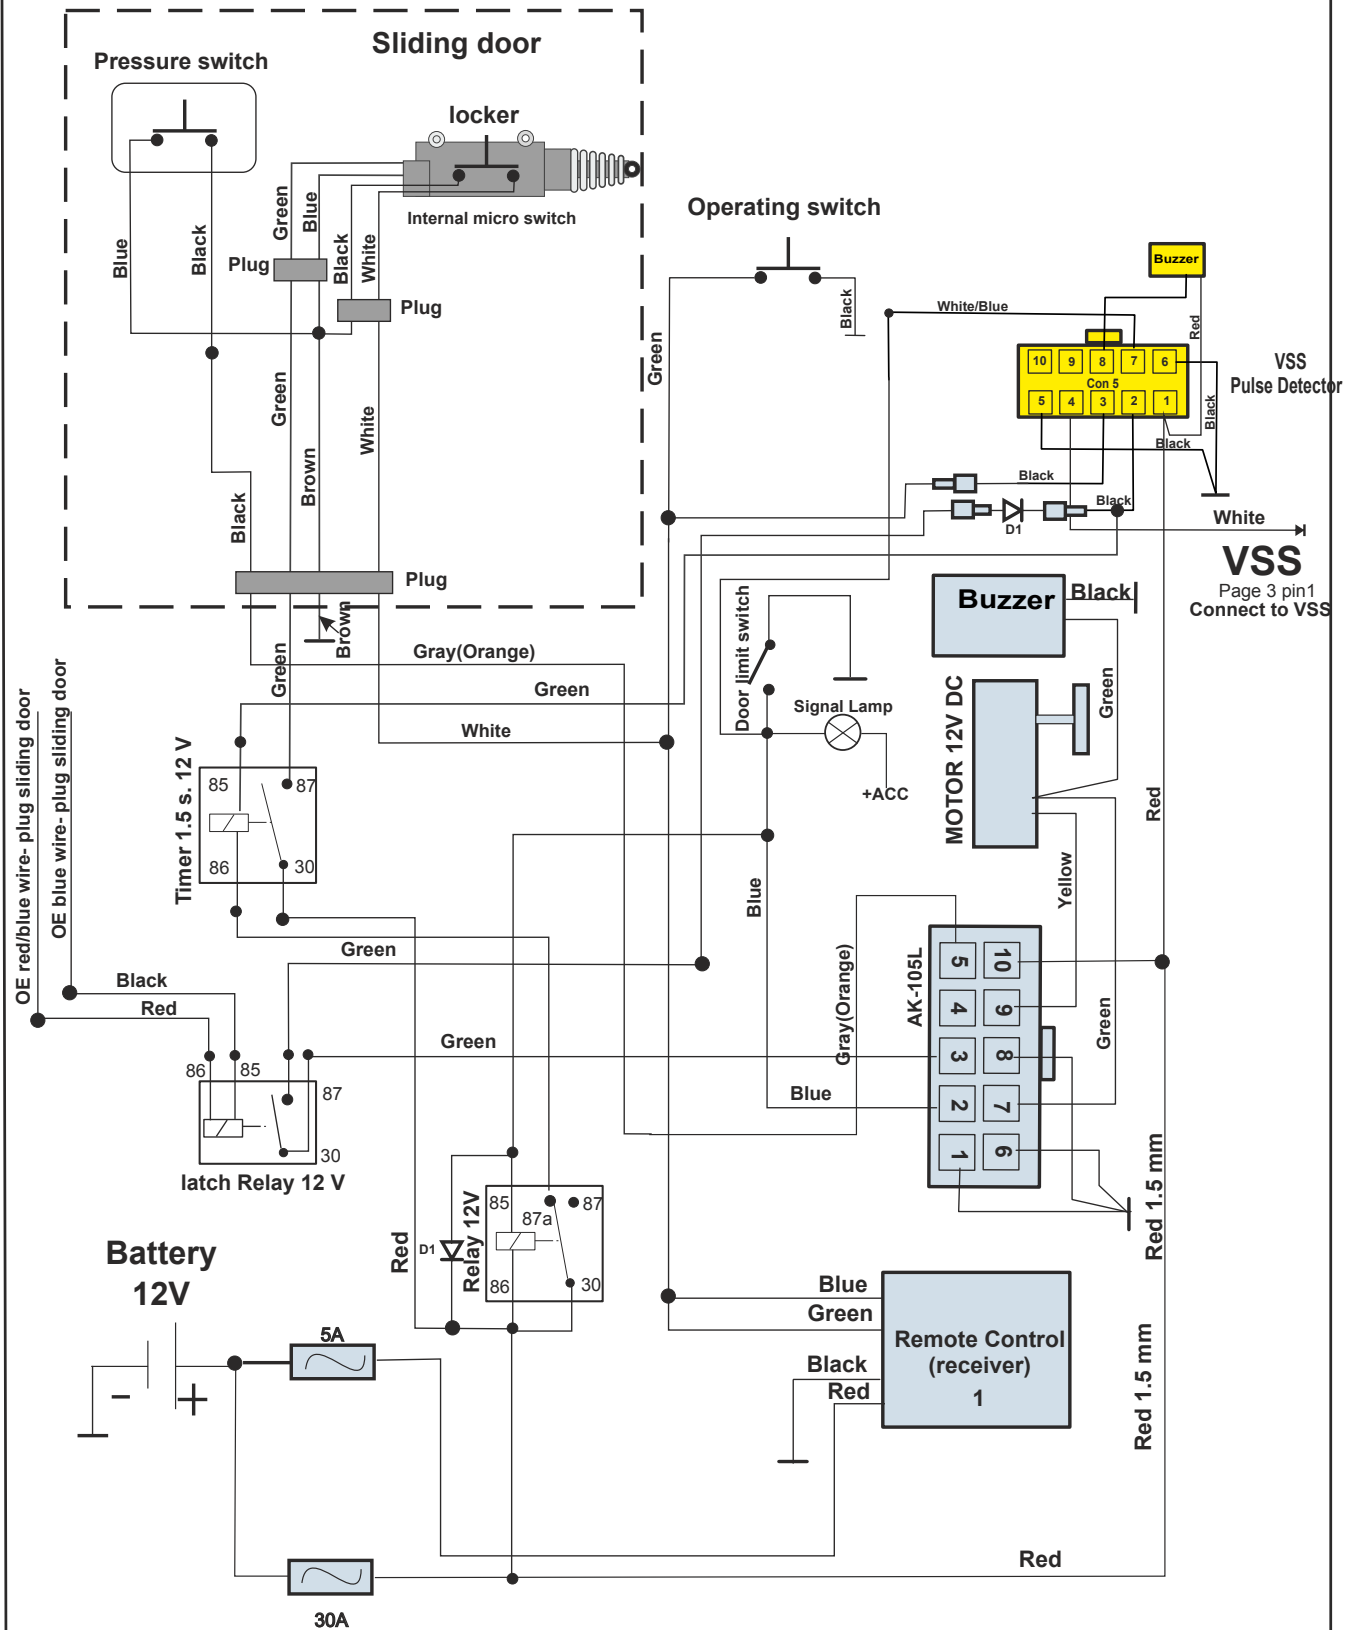 Sliding door
Pressure switch
locker
Internal micro switch
Green
Blue
Black
White
Blue
Black
Plug
Plug
Green
Brown
White
Black
Plug
Brown
Operating switch
Black
Green
Buzzer
White/Blue
Red
10 9 8 7 6
Con 5
5 4 3 2 1
VSS
Pulse Detector
Black
Black
Black
Black
D1
White
VSS
Page 3 pin1
Connect to VSS
Buzzer
Black
Green
MOTOR 12V DC
Door limit switch
Signal Lamp
+ACC
Gray(Orange)
Green
Green
White
OE red/blue wire- plug sliding door
OE blue wire- plug sliding door
Timer 1.5 s. 12 V
85
87
86
30
Red
Yellow
Blue
Green
Black
Red
Green
Gray(Orange)
AK-105L
5 10
4 9
3 8
2 7
1 6
Green
Blue
86
85
87
30
latch Relay 12 V
Red
D1
Relay 12V
85
87
87a
86
30
Red 1.5 mm
Battery
12V
5A
- +
Blue
Green
Black
Red
Remote Control
(receiver)
1
Red 1.5 mm
Red
30A